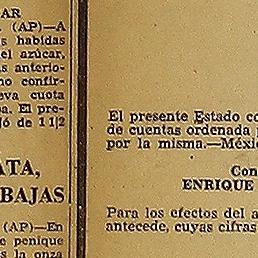 AR
(AP)—A
s habidas
el azúcar,
s anterio-
no confir-
eva cuota
a. El pre-
ó de 11|2
ATA,
BAJAS
(AP)—En
e penique
s la onza
El presente Estado co
de cuentas ordenada p
por la misma.—Méxi
Con
ENRIQUE
Para los efectos del a
antecede, cuyas cifras